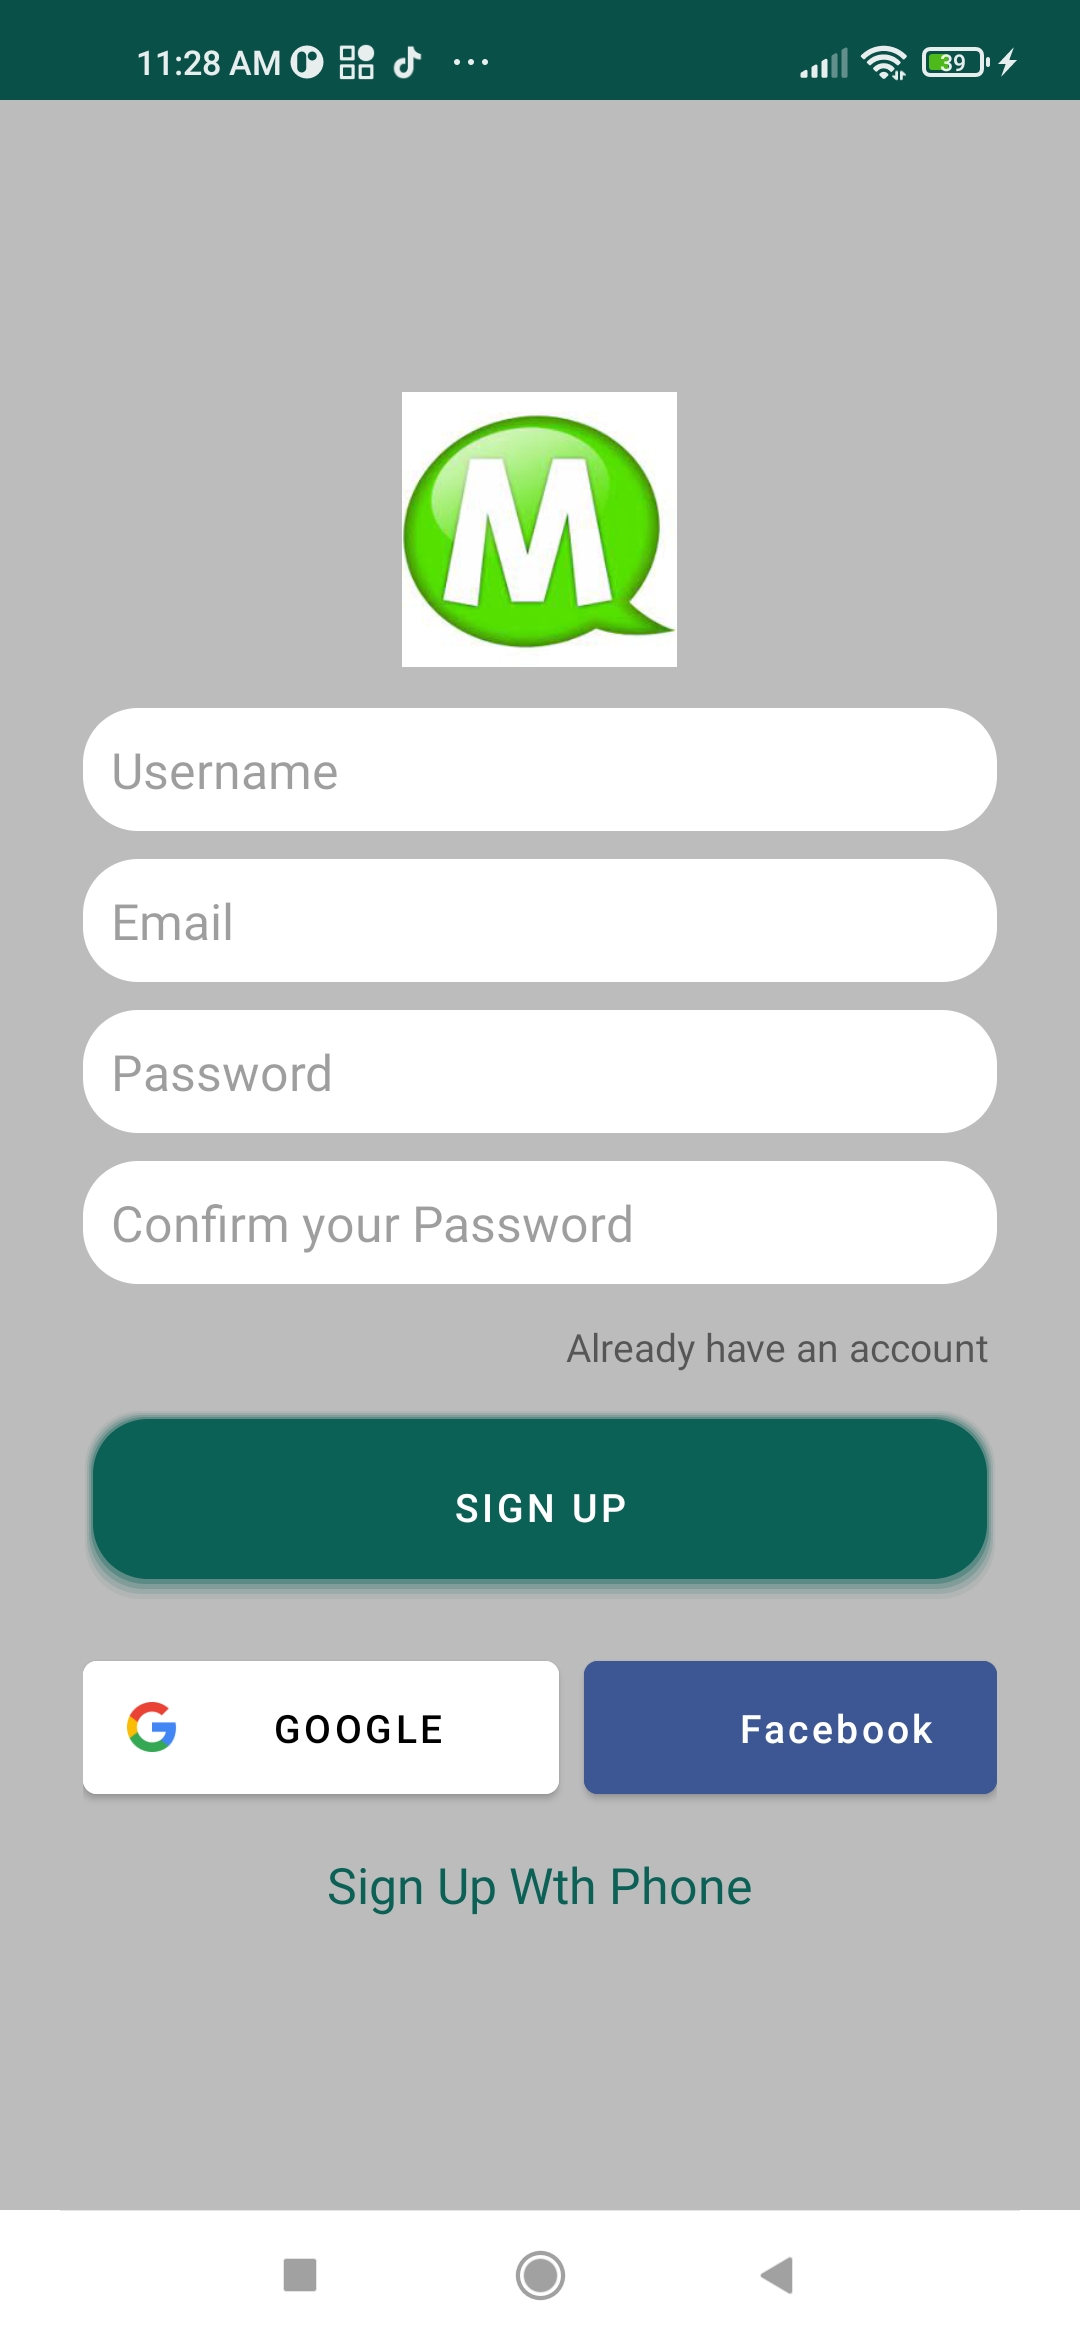 11:28 AM
39
M
Username
Email
Password
Confirm your Password
Already have an account
SIGN UP
GOOGLE
Facebook
Sign Up Wth Phone